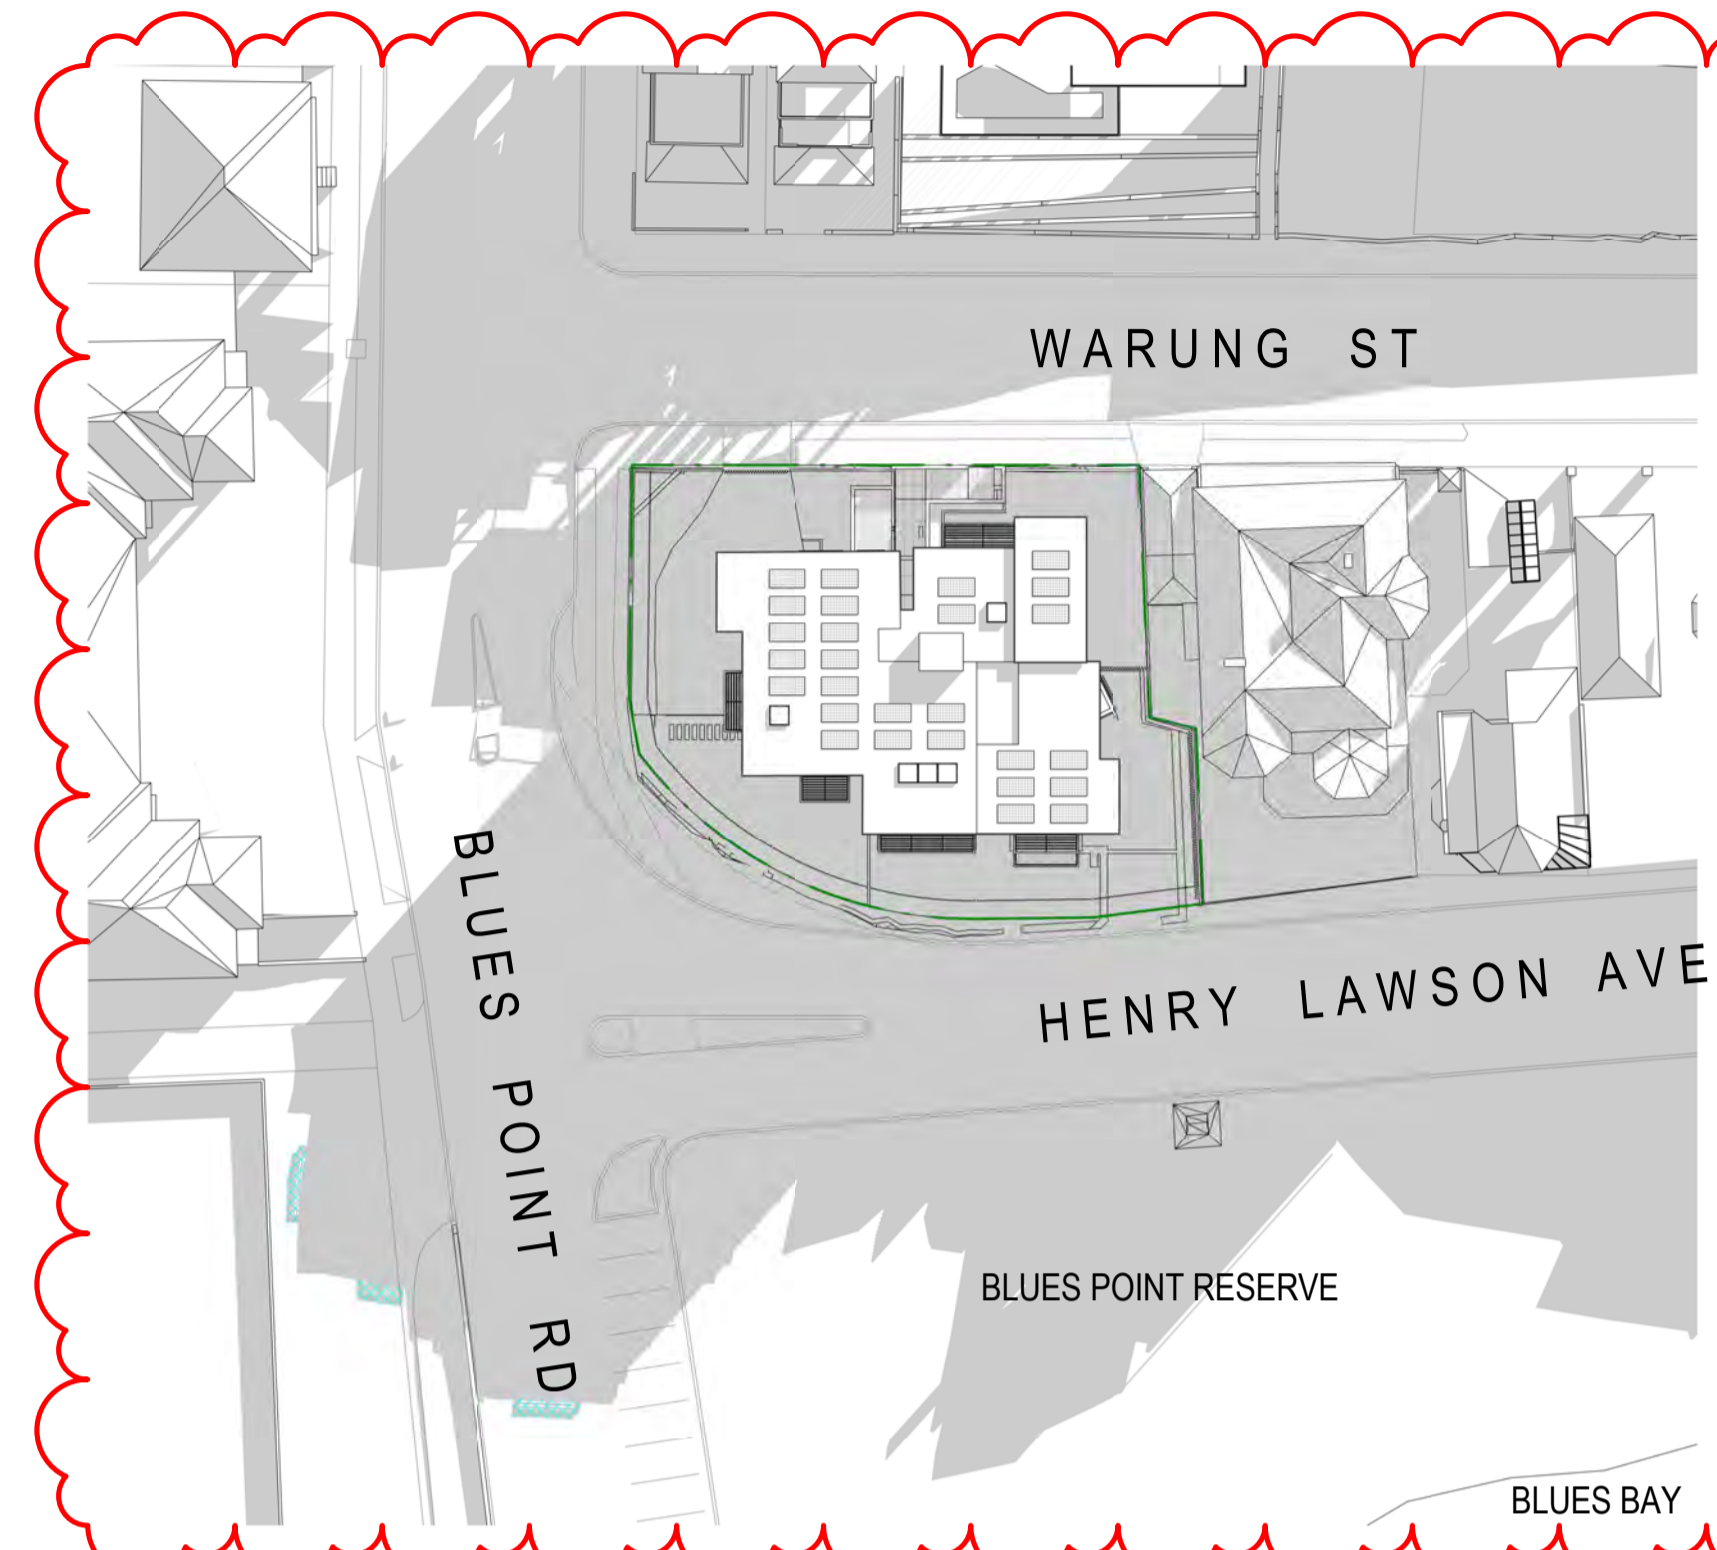 WARUNG ST
BLUES POINT RD
HENRY LAWSON AVE
BLUES POINT RESERVE
BLUES BAY